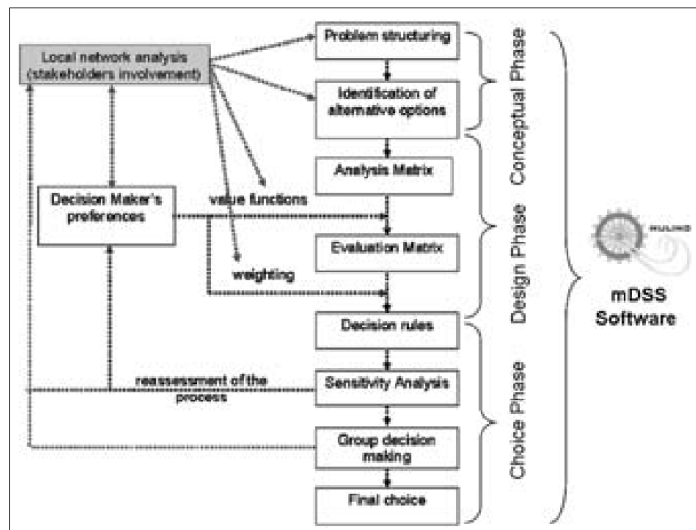 Local network analysis
(stakeholders involvement)
Problem structuring
Identification of
alternative options
Analysis Matrix
Decision Maker's
preferences
value functions
Evaluation Matrix
weighting
Decision rules
reassessment of the
process
Sensitivity Analysis
Group decision
making
Final choice
Conceptual Phase
Design Phase
Choice Phase
MULINO
mDSS
Software